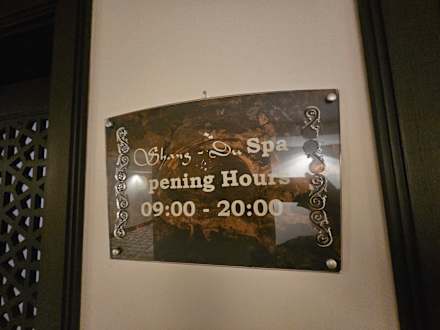 Shang - Du Spa
Opening Hours
09:00 - 20:00